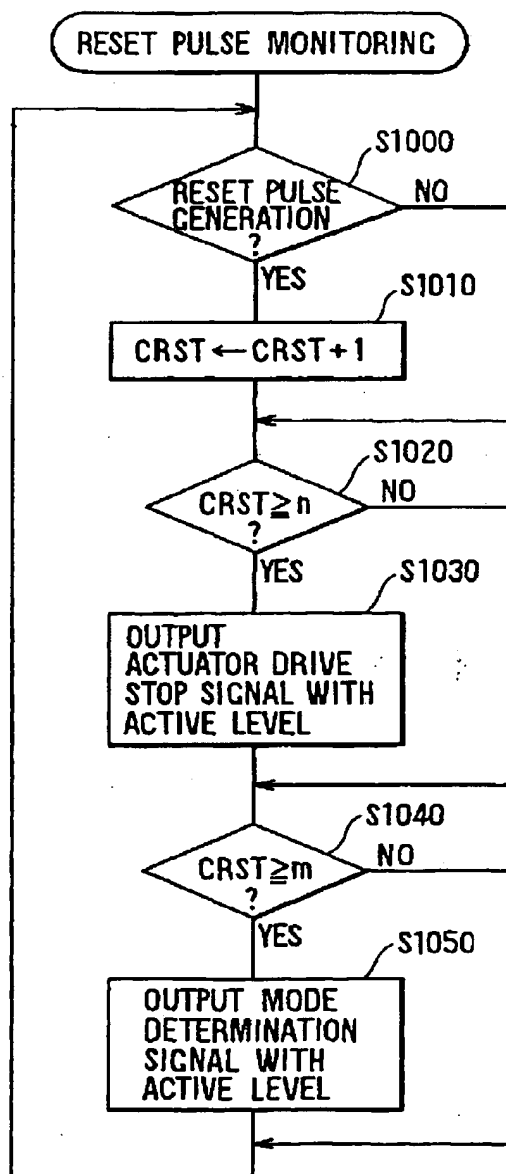 RESET PULSE MONITORING
S1000
RESET PULSE
GENERATION
?
NO
YES
S1010
CRST ← CRST + 1
S1020
CRST ≧ n
?
NO
YES
S1030
OUTPUT
ACTUATOR DRIVE
STOP SIGNAL WITH
ACTIVE LEVEL
S1040
CRST ≧ m
?
NO
YES
S1050
OUTPUT MODE
DETERMINATION
SIGNAL WITH
ACTIVE LEVEL